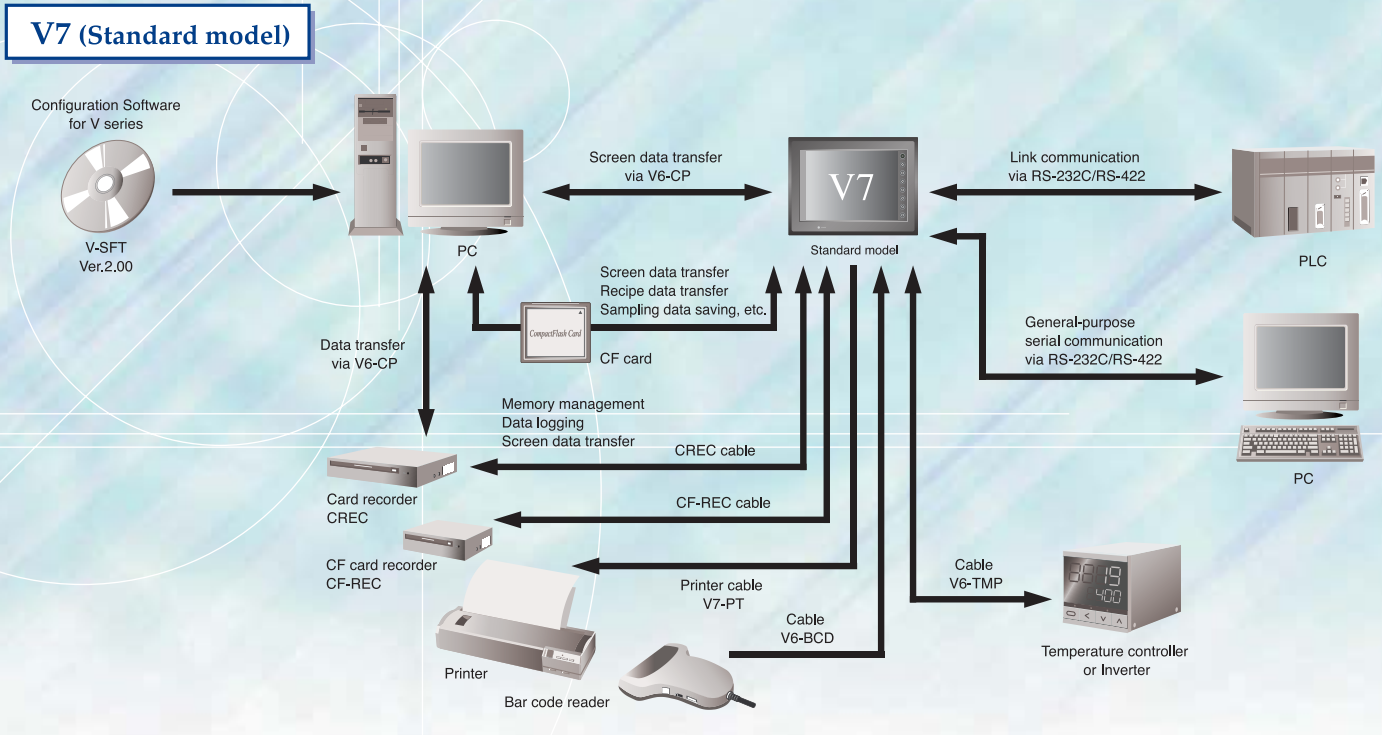 V7 (Standard model)
Configuration Software
for V series
V-SFT
Ver.2.00
PC
Screen data transfer
via V6-CP
V7
Standard model
Link communication
via RS-232C/RS-422
PLC
Screen data transfer
Recipe data transfer
Sampling data saving, etc.
CompactFlash Card
CF card
Data transfer
via V6-CP
General-purpose
serial communication
via RS-232C/RS-422
PC
Memory management
Data logging
Screen data transfer
CREC cable
Card recorder
CREC
CF-REC cable
CF card recorder
CF-REC
Printer cable
V7-PT
Printer
Cable
V6-BCD
Bar code reader
Cable
V6-TMP
8819
400
Temperature controller
or Inverter